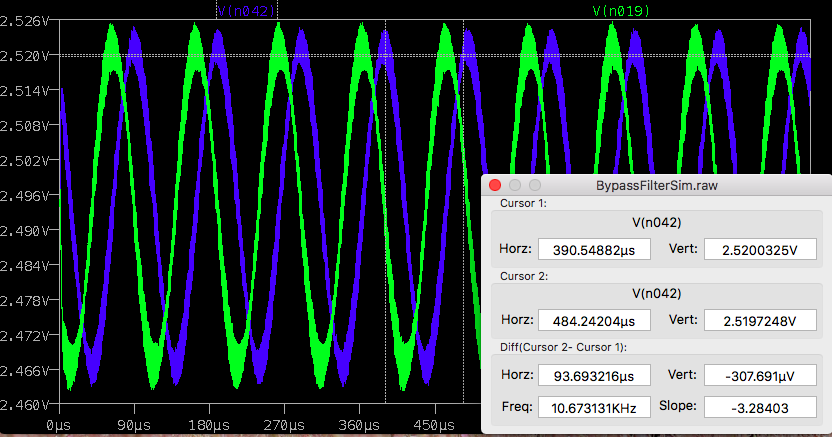 V(n042) V(n019)
2.526V
2.520V
2.514V
2.508V
2.502V
2.496V
2.490V
2.484V
2.478V
2.472V
2.466V
2.460V
0µs 90µs 180µs 270µs 360µs 450µs
BypassFilterSim.raw
Cursor 1:
V(n042)
Horz: 390.54882µs Vert: 2.5200325V
Cursor 2:
V(n042)
Horz: 484.24204µs Vert: 2.5197248V
Diff(Cursor 2- Cursor 1):
Horz: 93.693216µs Vert: -307.691µV
Freq: 10.673131KHz Slope: -3.28403